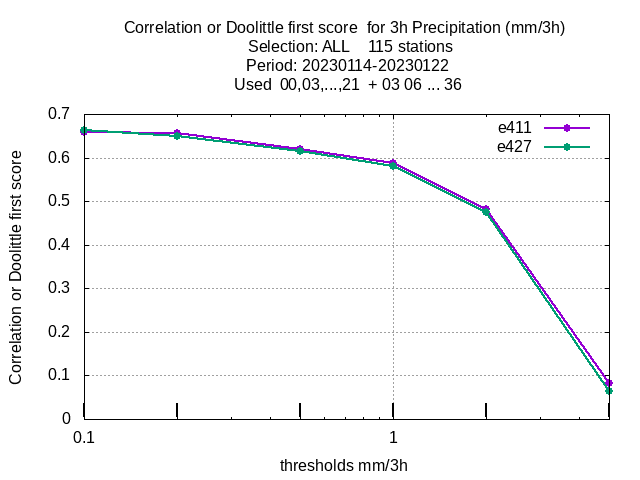 Correlation or Doolittle first score  for 3h Precipitation (mm/3h)
Selection: ALL    115 stations
Period: 20230114-20230122
Used  00,03,...,21  + 03 06 ... 36
e411
e427
0.7
0.6
0.5
0.4
0.3
0.2
0.1
0
Correlation or Doolittle first score
0.1
1
thresholds mm/3h